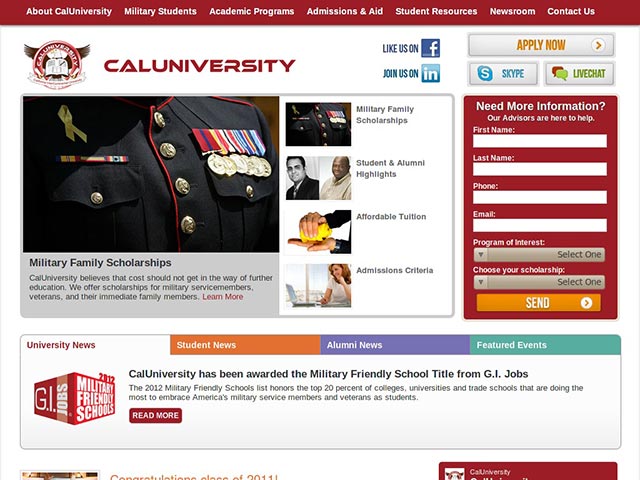 About CalUniversity Military Students Academic Programs Admissions & Aid Student Resources Newsroom Contact Us
CALUNIVERSITY
CALUNIVERSITY
LIKE US ON
JOIN US ON
APPLY NOW
SKYPE
LIVECHAT
Military Family
Scholarships
Student & Alumni
Highlights
Affordable Tuition
Admissions Criteria
Military Family Scholarships
CalUniversity believes that cost should not get in the way of further
education. We offer scholarships for military servicemembers,
veterans, and their immediate family members. Learn More
Need More Information?
Our Advisors are here to help.
First Name:
Last Name:
Phone:
Email:
Program of Interest:
Select One
Choose your scholarship:
Select One
SEND
University News Student News Alumni News Featured Events
G.I. JOBS
2012
MILITARY
FRIENDLY
SCHOOLS
CalUniversity has been awarded the Military Friendly School Title from G.I. Jobs
The 2012 Military Friendly Schools list honors the top 20 percent of colleges, universities and trade schools that are doing the
most to embrace America's military service members and veterans as students.
READ MORE
Congratulations class of 2011!
CalUniversity